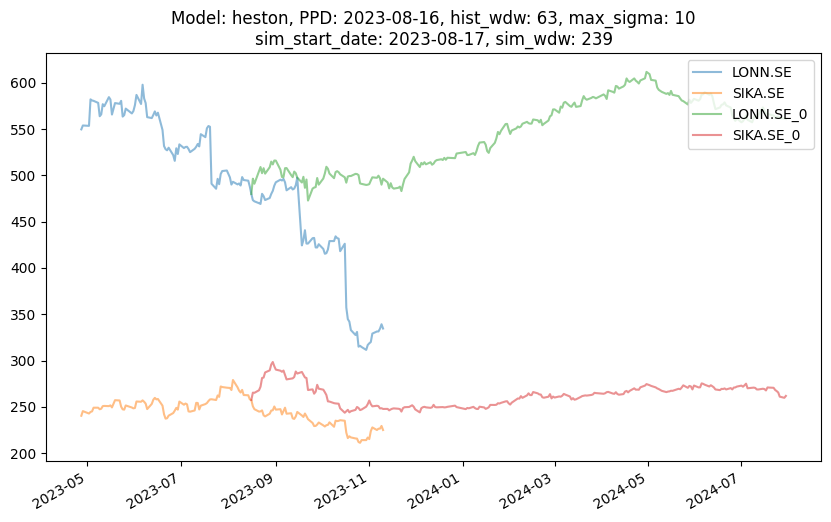 Model: heston, PPD: 2023-08-16, hist_wdw: 63, max_sigma: 10
sim_start_date: 2023-08-17, sim_wdw: 239
LONN.SE
SIKA.SE
LONN.SE_0
SIKA.SE_0
600
550
500
450
400
350
300
250
200
2023-05
2023-07
2023-09
2023-11
2024-01
2024-03
2024-05
2024-07